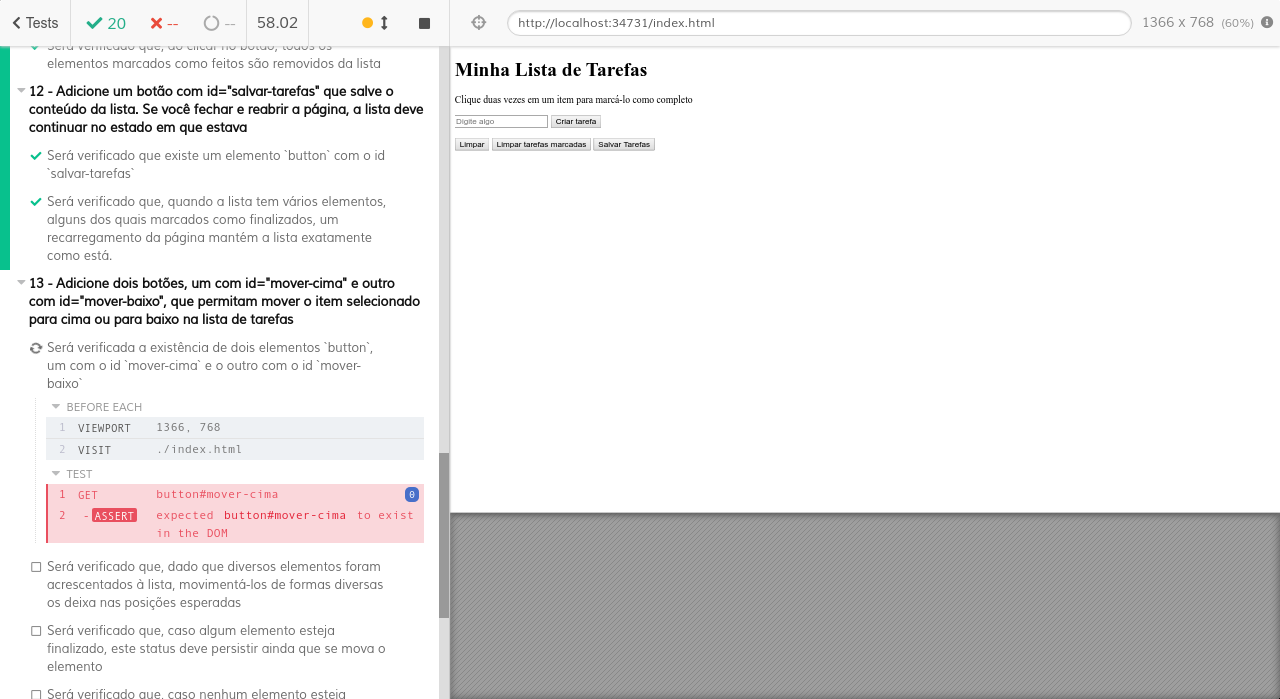 Tests
20
--
--
58.02
http://localhost:34731/index.html
1366 x 768 (60%)
Será verificado que, ao clicar no botão, todos os
elementos marcados como feitos são removidos da lista
12 - Adicione um botão com id="salvar-tarefas" que salve o
conteúdo da lista. Se você fechar e reabrir a página, a lista deve
continuar no estado em que estava
Será verificado que existe um elemento `button` com o id
`salvar-tarefas`
Será verificado que, quando a lista tem vários elementos,
alguns dos quais marcados como finalizados, um
recarregamento da página mantém a lista exatamente
como está.
13 - Adicione dois botões, um com id="mover-cima" e outro
com id="mover-baixo", que permitam mover o item selecionado
para cima ou para baixo na lista de tarefas
Será verificada a existência de dois elementos `button`,
um com o id `mover-cima` e o outro com o id `mover-
baixo`
BEFORE EACH
1 VIEWPORT 1366, 768
2 VISIT ./index.html
TEST
1 GET button#mover-cima 0
2 -ASSERT expected button#mover-cima to exist
in the DOM
Será verificado que, dado que diversos elementos foram
acrescentados à lista, movimentá-los de formas diversas
os deixa nas posições esperadas
Será verificado que, caso algum elemento esteja
finalizado, este status deve persistir ainda que se mova o
elemento
Será verificado que, caso nenhum elemento esteja
Minha Lista de Tarefas
Clique duas vezes em um item para marcá-lo como completo
Digite algo Criar tarefa
Limpar Limpar tarefas marcadas Salvar Tarefas